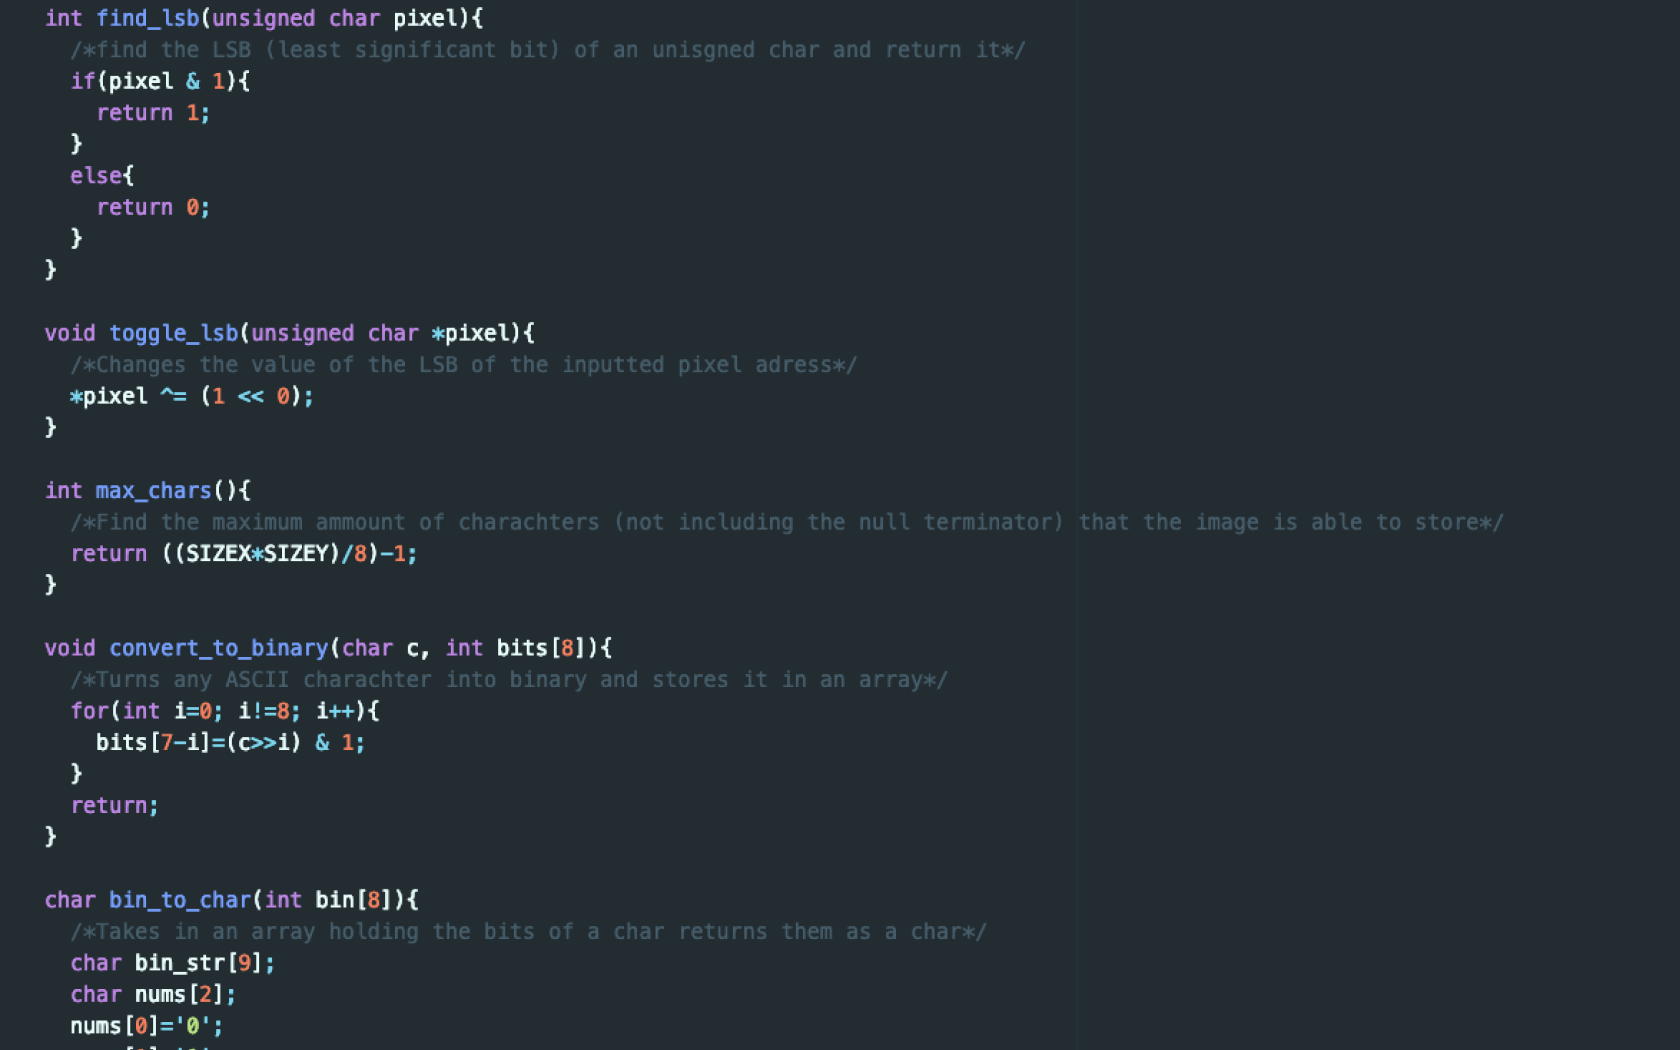 int find_lsb(unsigned char pixel){
  /*find the LSB (least significant bit) of an unisgned char and return it*/
  if(pixel & 1){
    return 1;
  }
  else{
    return 0;
  }
}

void toggle_lsb(unsigned char *pixel){
  /*Changes the value of the LSB of the inputted pixel adress*/
  *pixel ^= (1 << 0);
}

int max_chars(){
  /*Find the maximum ammount of charachters (not including the null terminator) that the image is able to store*/
  return ((SIZEX*SIZEY)/8)-1;
}

void convert_to_binary(char c, int bits[8]){
  /*Turns any ASCII charachter into binary and stores it in an array*/
  for(int i=0; i!=8; i++){
    bits[7-i]=(c>>i) & 1;
  }
  return;
}

char bin_to_char(int bin[8]){
  /*Takes in an array holding the bits of a char returns them as a char*/
  char bin_str[9];
  char nums[2];
  nums[0]='0';